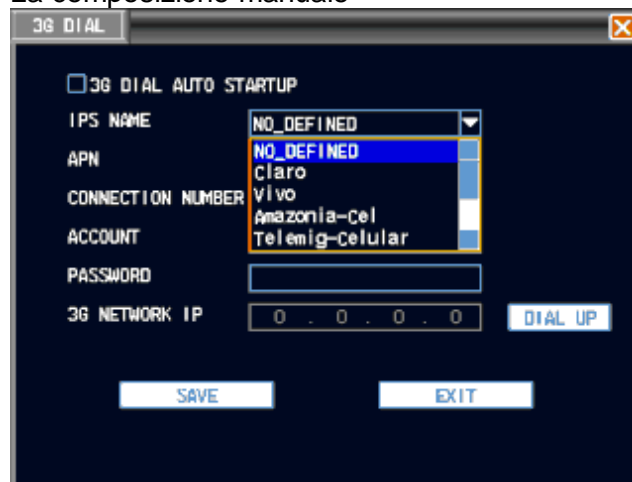 La composizione manuale
3G DIAL
3G DIAL AUTO STARTUP
IPS NAME NO_DEFINED
APN NO_DEFINED
Claro
CONNECTION NUMBER Vivo
Amazonia-Cel
ACCOUNT Telemig-Celular
PASSWORD
3G NETWORK IP 0 . 0 . 0 . 0 DIAL UP
SAVE EXIT